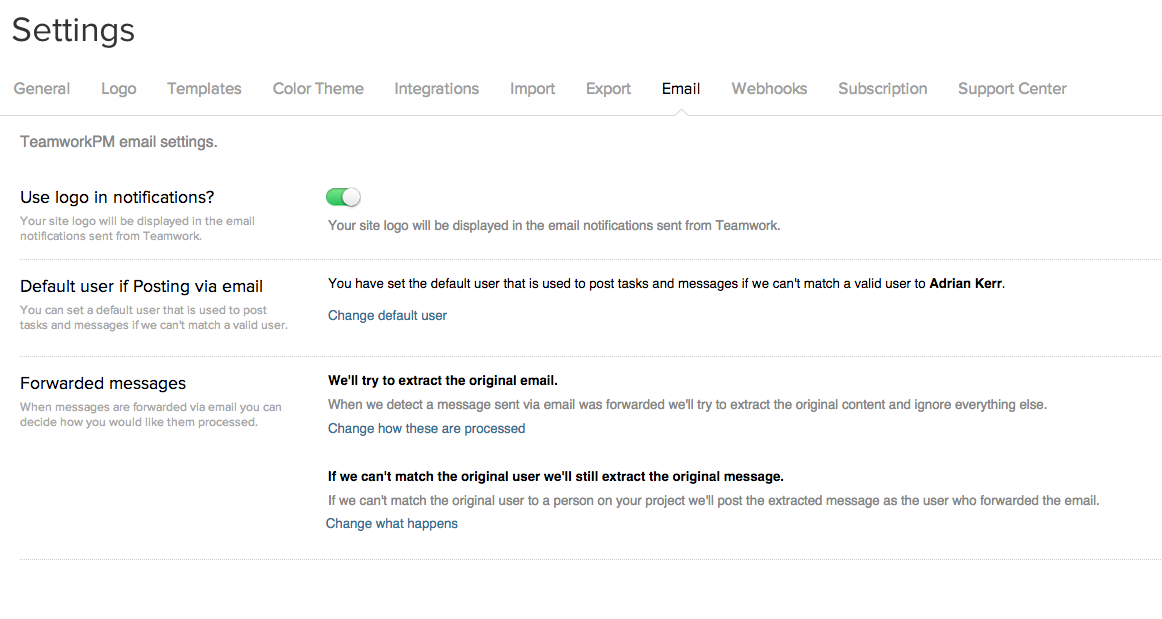 Settings
General Logo Templates Color Theme Integrations Import Export Email Webhooks Subscription Support Center
TeamworkPM email settings.
Use logo in notifications?
Your site logo will be displayed in the email
notifications sent from Teamwork.
Your site logo will be displayed in the email notifications sent from Teamwork.
Default user if Posting via email
You can set a default user that is used to post
tasks and messages if we can't match a valid user.
You have set the default user that is used to post tasks and messages if we can't match a valid user to Adrian Kerr.
Change default user
Forwarded messages
When messages are forwarded via email you can
decide how you would like them processed.
We'll try to extract the original email.
When we detect a message sent via email was forwarded we'll try to extract the original content and ignore everything else.
Change how these are processed
If we can't match the original user we'll still extract the original message.
If we can't match the original user to a person on your project we'll post the extracted message as the user who forwarded the email.
Change what happens